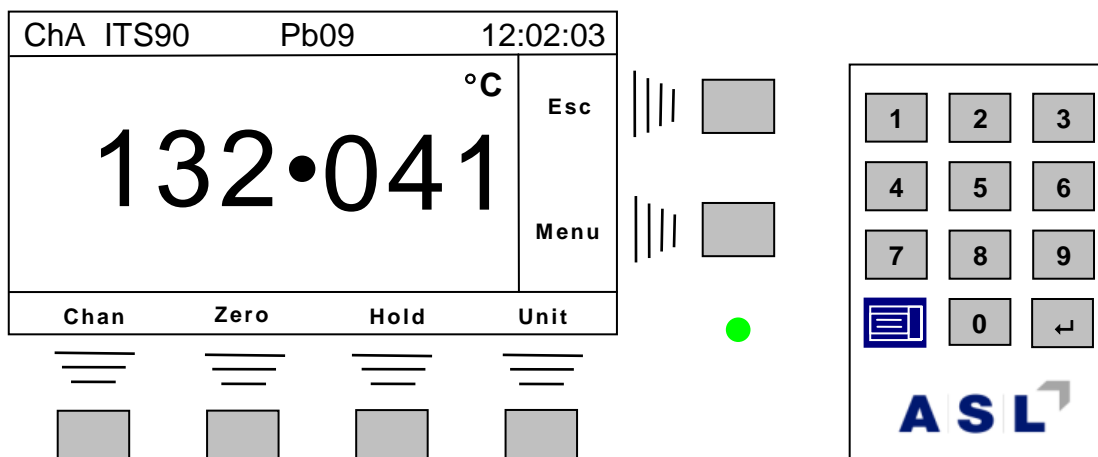 ChA ITS90 Pb09 12:02:03
°C
132•041
Esc
Menu
Chan Zero Hold Unit
1 2 3
4 5 6
7 8 9
0 ↵
ASL